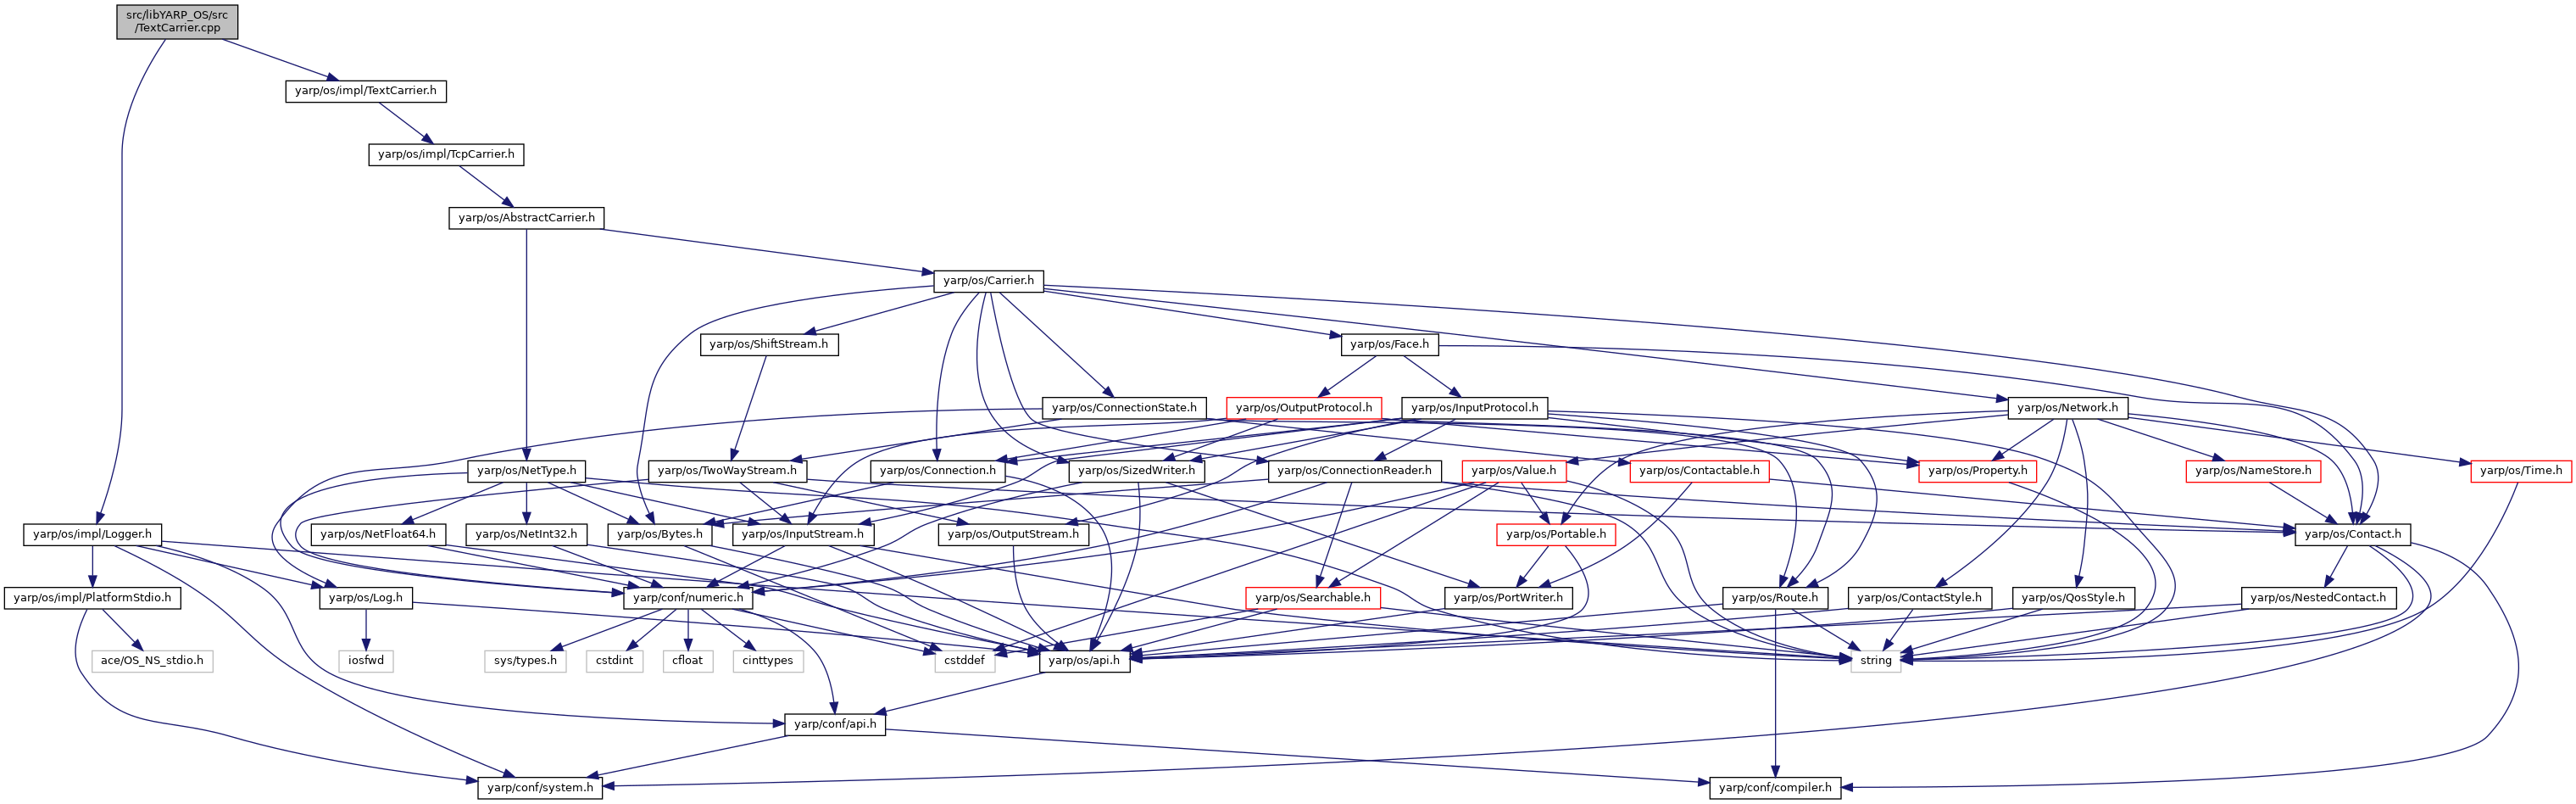 src/libYARP_OS/src
/TextCarrier.cpp
yarp/os/impl/TextCarrier.h
yarp/os/impl/TcpCarrier.h
yarp/os/AbstractCarrier.h
yarp/os/Carrier.h
yarp/os/ShiftStream.h
yarp/os/Face.h
yarp/os/ConnectionState.h
yarp/os/OutputProtocol.h
yarp/os/InputProtocol.h
yarp/os/Network.h
yarp/os/NetType.h
yarp/os/TwoWayStream.h
yarp/os/Connection.h
yarp/os/SizedWriter.h
yarp/os/ConnectionReader.h
yarp/os/Value.h
yarp/os/Contactable.h
yarp/os/Property.h
yarp/os/NameStore.h
yarp/os/Time.h
yarp/os/impl/Logger.h
yarp/os/NetFloat64.h
yarp/os/NetInt32.h
yarp/os/Bytes.h
yarp/os/InputStream.h
yarp/os/OutputStream.h
yarp/os/Portable.h
yarp/os/Contact.h
yarp/os/impl/PlatformStdio.h
yarp/os/Log.h
yarp/conf/numeric.h
yarp/os/Searchable.h
yarp/os/PortWriter.h
yarp/os/Route.h
yarp/os/ContactStyle.h
yarp/os/QosStyle.h
yarp/os/NestedContact.h
ace/OS_NS_stdio.h
iosfwd
sys/types.h
cstdint
cfloat
cinttypes
cstddef
yarp/os/api.h
string
yarp/conf/api.h
yarp/conf/system.h
yarp/conf/compiler.h